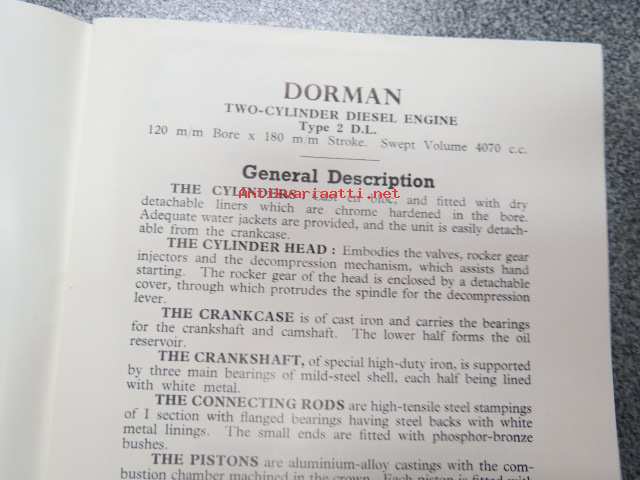 DORMAN
TWO-CYLINDER DIESEL ENGINE
Type 2 D.L.
120 m/m Bore x 180 m/m Stroke. Swept Volume 4070 c.c.
General Description
THE CYLINDERS cast en bloc, and fitted with dry
Antikvariaatti.net
detachable liners which are chrome hardened in the bore.
Adequate water jackets are provided, and the unit is easily detach-
able from the crankcase.
THE CYLINDER HEAD : Embodies the valves, rocker gear
injectors and the decompression mechanism, which assists hand
starting. The rocker gear of the head is enclosed by a detachable
cover, through which protrudes the spindle for the decompression
lever.
THE CRANKCASE is of cast iron and carries the bearings
for the crankshaft and camshaft. The lower half forms the oil
reservoir.
THE CRANKSHAFT, of special high-duty iron, is supported
by three main bearings of mild-steel shell, each half being lined
with white metal.
THE CONNECTING RODS are high-tensile steel stampings
of I section with flanged bearings having steel backs with white
metal linings. The small ends are fitted with phosphor-bronze
bushes.
THE PISTONS are aluminium-alloy castings with the com-
bustion chamber machined in the crown. Each piston is fitted with